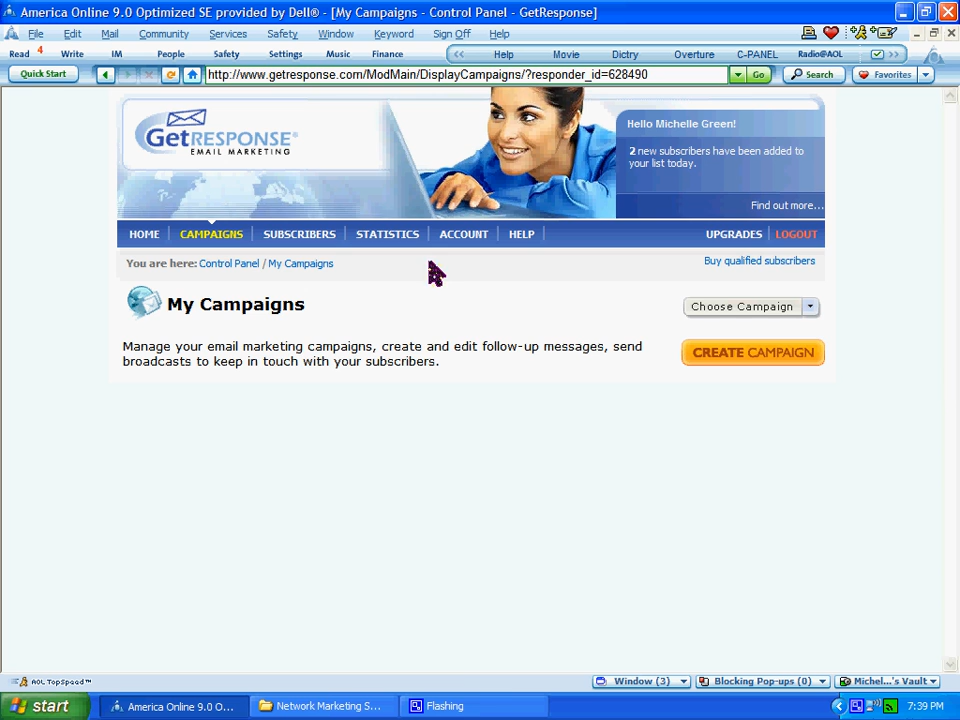 America Online 9.0 Optimized SE provided by Dell® - [My Campaigns - Control Panel - GetResponse]
File Edit Mail Community Services Safety Window Keyword Sign Off Help
Read 4 Write IM People Safety Settings Music Finance << Help Movie Dictry Overture C-PANEL Radio@AOL >>
Quick Start http://www.getresponse.com/ModMain/DisplayCampaigns/?responder_id=628490 Go Search Favorites
GETRESPONSE®
EMAIL MARKETING
Hello Michelle Green!
2 new subscribers have been added to
your list today.
Find out more...
HOME CAMPAIGNS SUBSCRIBERS STATISTICS ACCOUNT HELP UPGRADES LOGOUT
You are here: Control Panel / My Campaigns Buy qualified subscribers
My Campaigns Choose Campaign
Manage your email marketing campaigns, create and edit follow-up messages, send
broadcasts to keep in touch with your subscribers.
CREATE CAMPAIGN
AOL TopSpeed™ Window (3) Blocking Pop-ups (0) Michel...'s Vault
start America Online 9.0 O... Network Marketing S... Flashing 7:39 PM